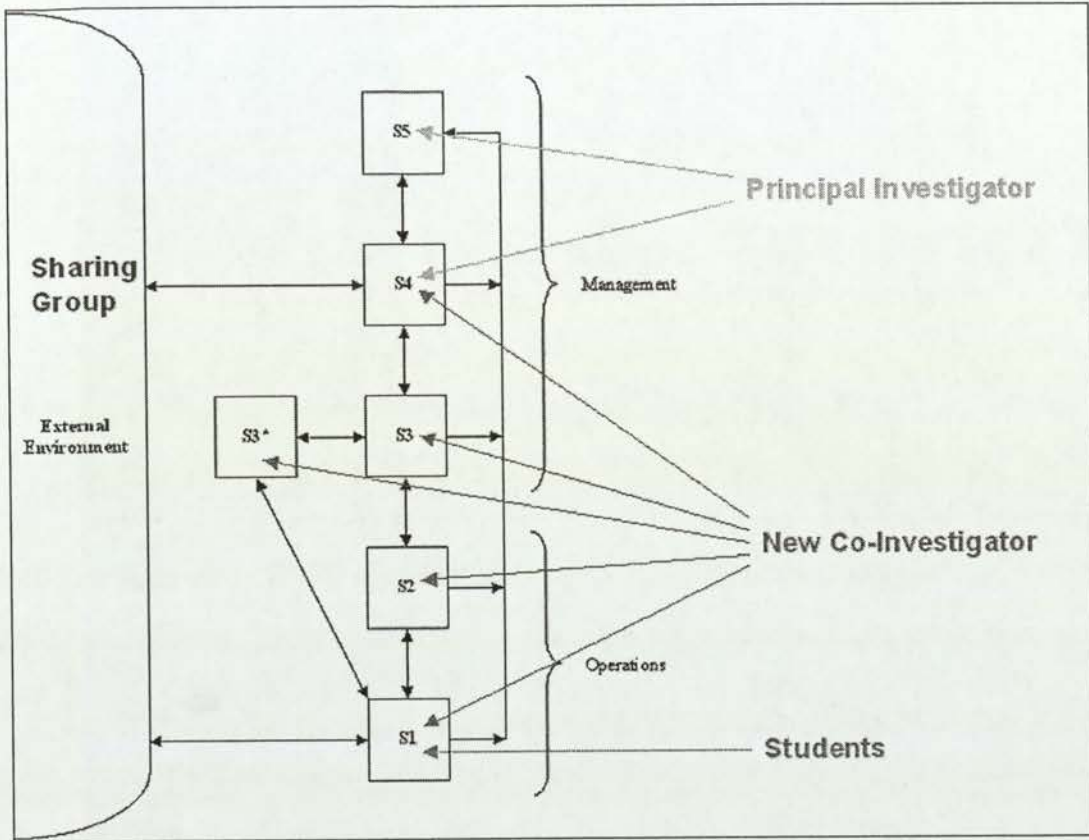 S5
Principal Investigator
Sharing
Group
S4
Management
External
Environment
S3*
S3
New Co-Investigator
S2
Operations
S1
Students